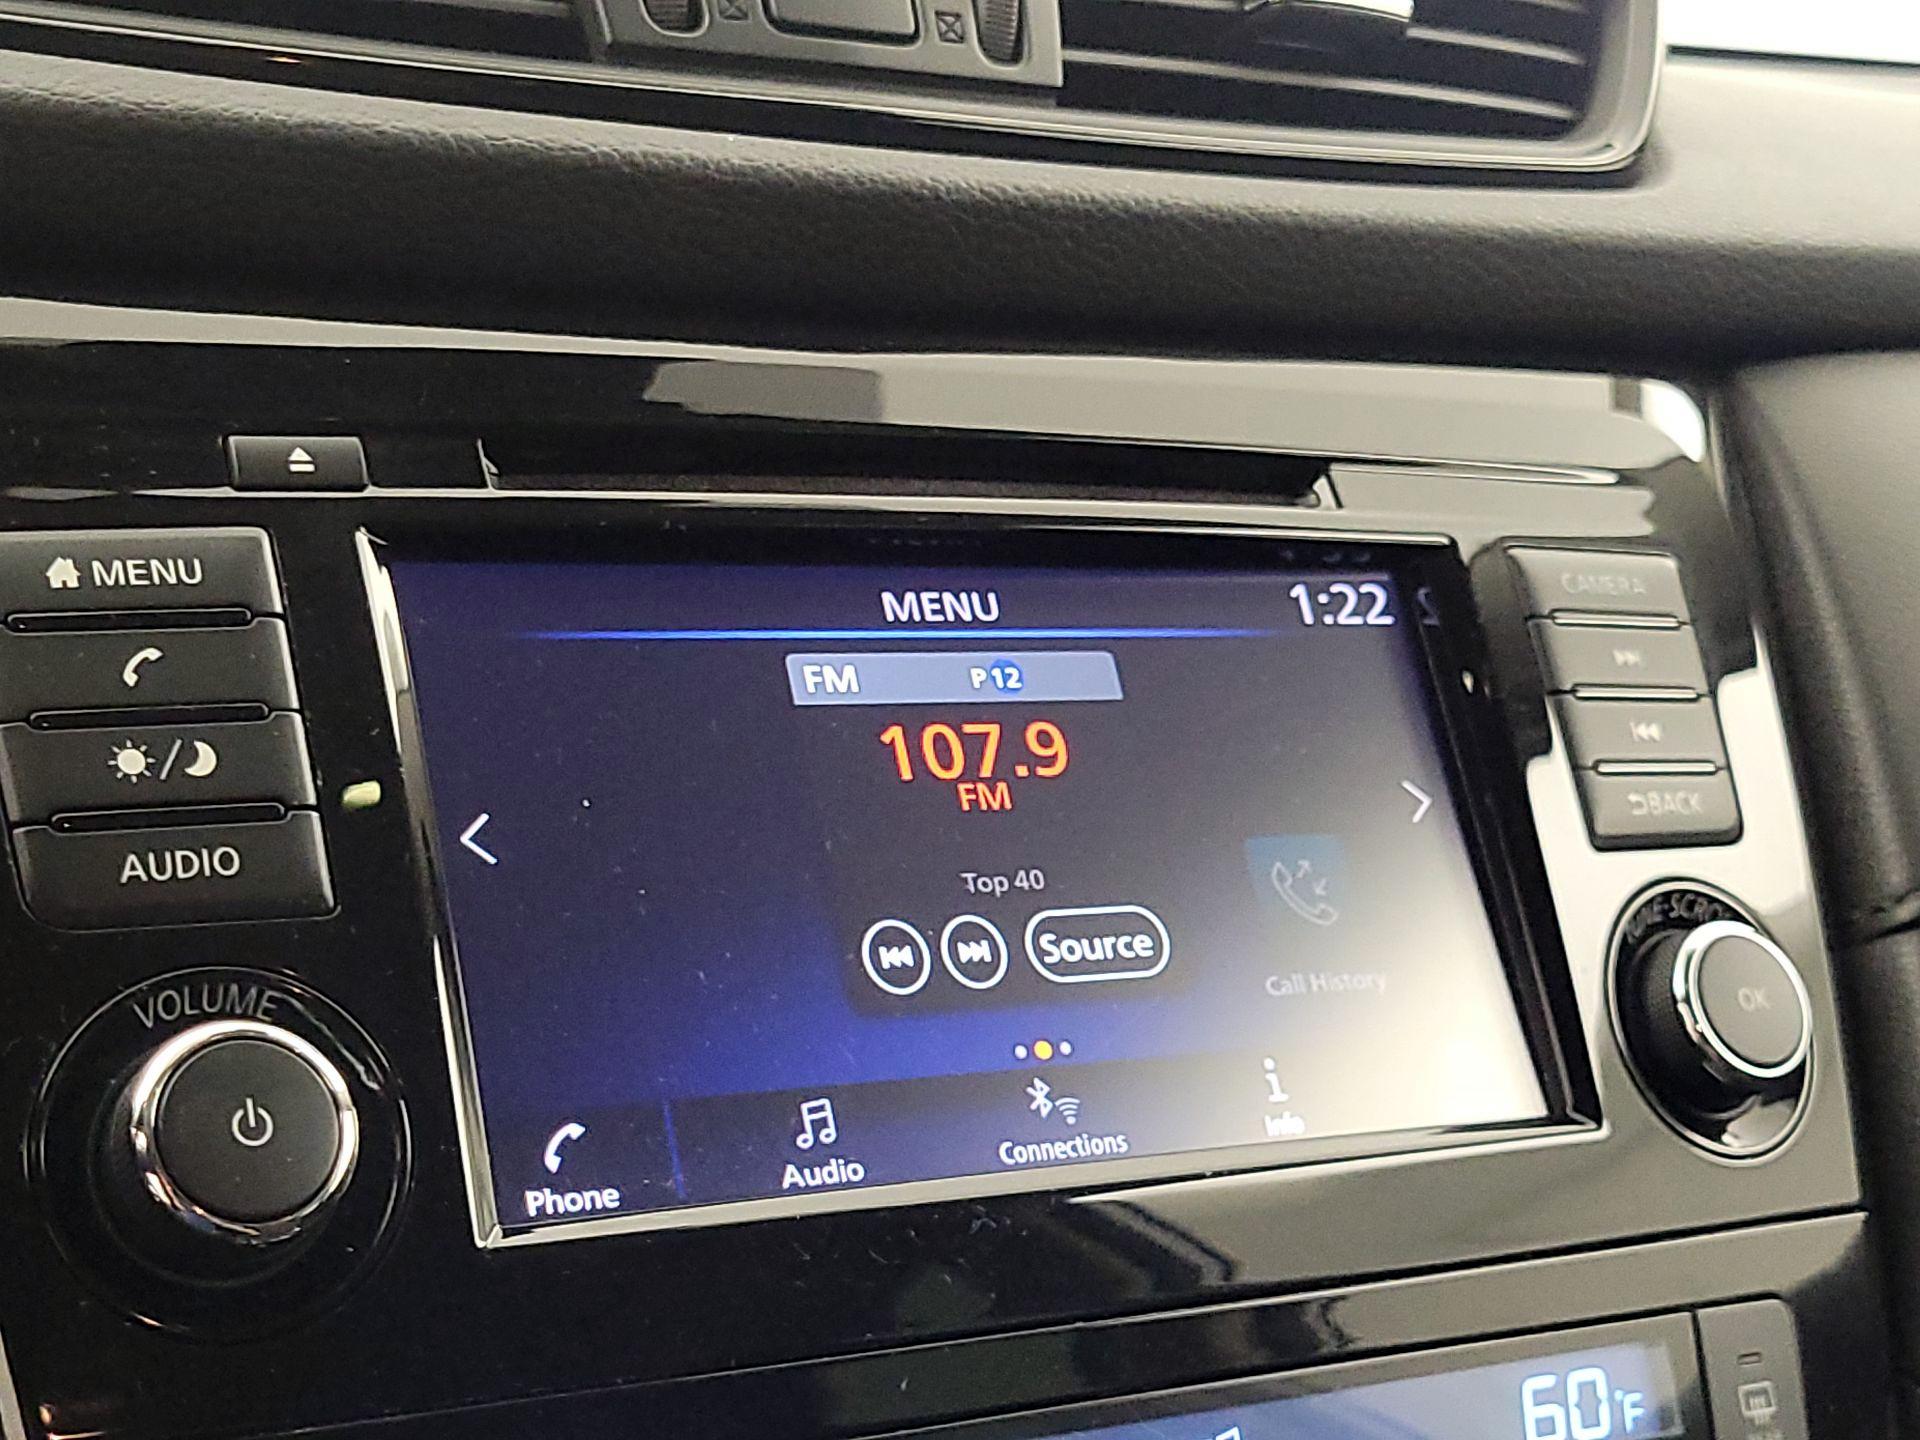 MENU
AUDIO
VOLUME
MENU 1:22
FM P12
107.9
FM
Top 40
Source
Call History
Phone
Audio
Connections
Info
CAMERA
BACK
OK
60°F